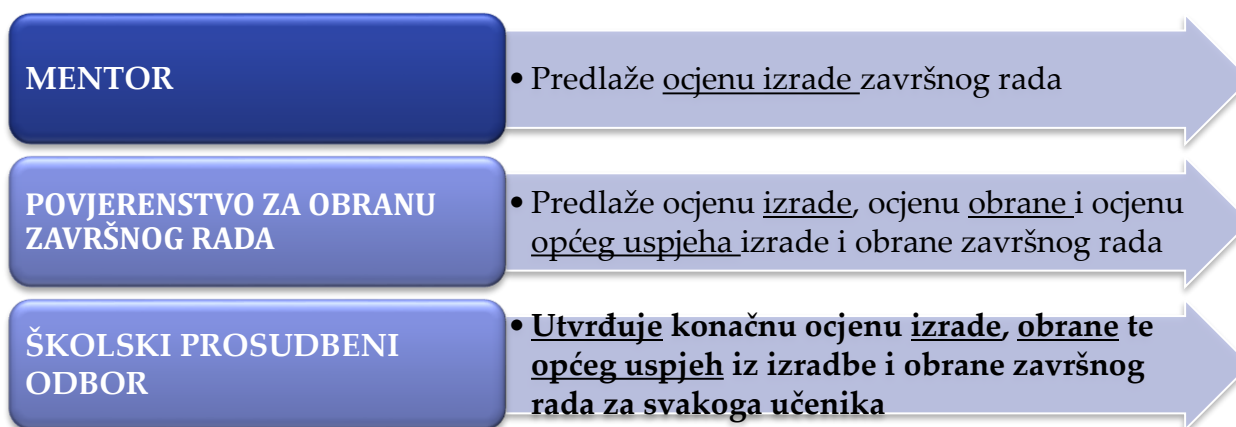 MENTOR
• Predlaže ocjenu izrade završnog rada
POVJERENSTVO ZA OBRANU
ZAVRŠNOG RADA
• Predlaže ocjenu izrade, ocjenu obrane i ocjenu
općeg uspjeha izrade i obrane završnog rada
ŠKOLSKI PROSUDBENI
ODBOR
• Utvrđuje konačnu ocjenu izrade, obrane te
općeg uspjeh iz izradbe i obrane završnog
rada za svakoga učenika